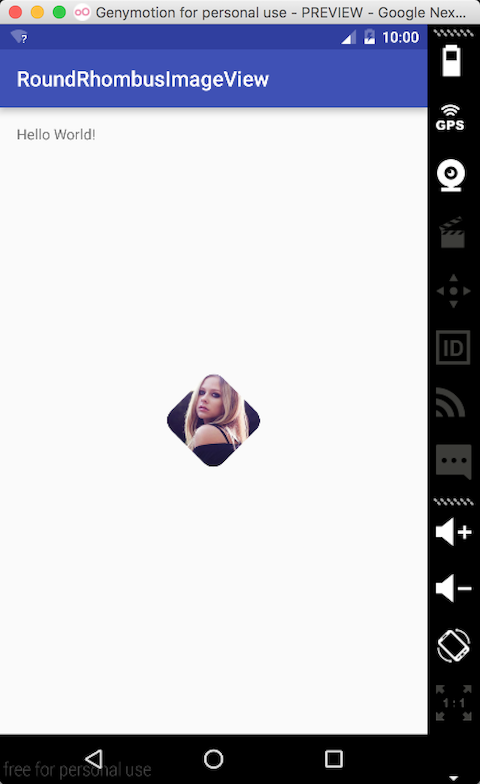 Genymotion for personal use - PREVIEW - Google Nex...
10:00
RoundRhombusImageView
Hello World!
GPS
ID
1:1
free for personal use